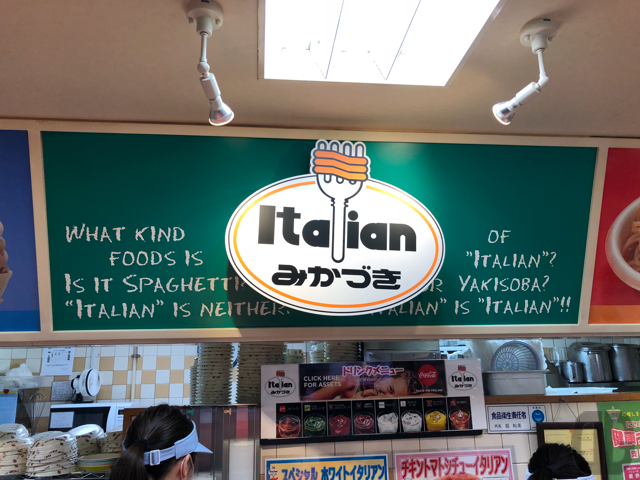 Italian
みかづき
WHAT KIND OF
FOODS IS "ITALIAN"?
IS IT SPAGHETTI R YAKISOBA?
"ITALIAN" IS NEITHER. ITALIAN" IS "ITALIAN"!!
ドリンクメニュー
CLICK HERE
FOR ASSETS
Coca-Cola
Italian
Italian
食品衛生責任者
スペシャル ホワイトイタリアン
チキントマトシチューイタリアン